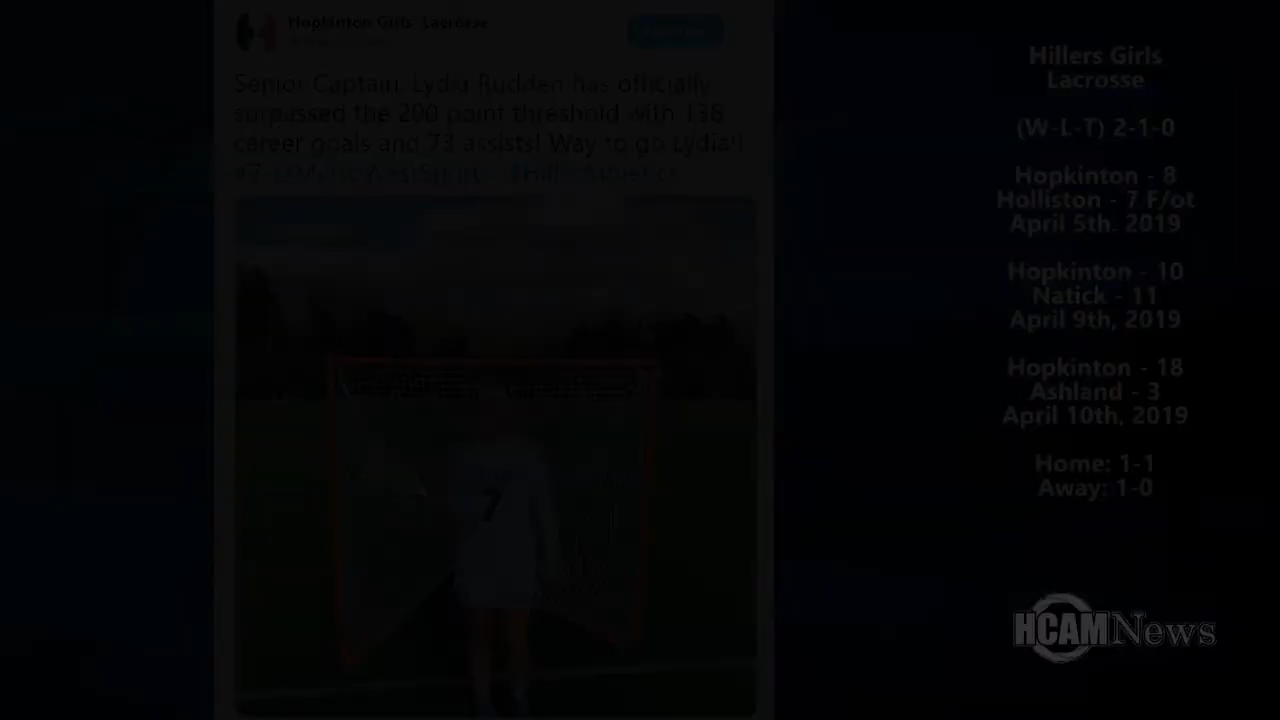 Hopkinton Girls Lacrosse
Senior Captain, Lydia Rudden has officially
surpassed the 200 point threshold with 138
career goals and 73 assists! Way to go Lydia!!
7
Hillers Girls
Lacrosse
(W-L-T) 2-1-0
Hopkinton - 8
Holliston - 7 F/ot
April 5th. 2019
Hopkinton - 10
Natick - 11
April 9th, 2019
Hopkinton - 18
Ashland - 3
April 10th, 2019
Home: 1-1
Away: 1-0
HCAM News